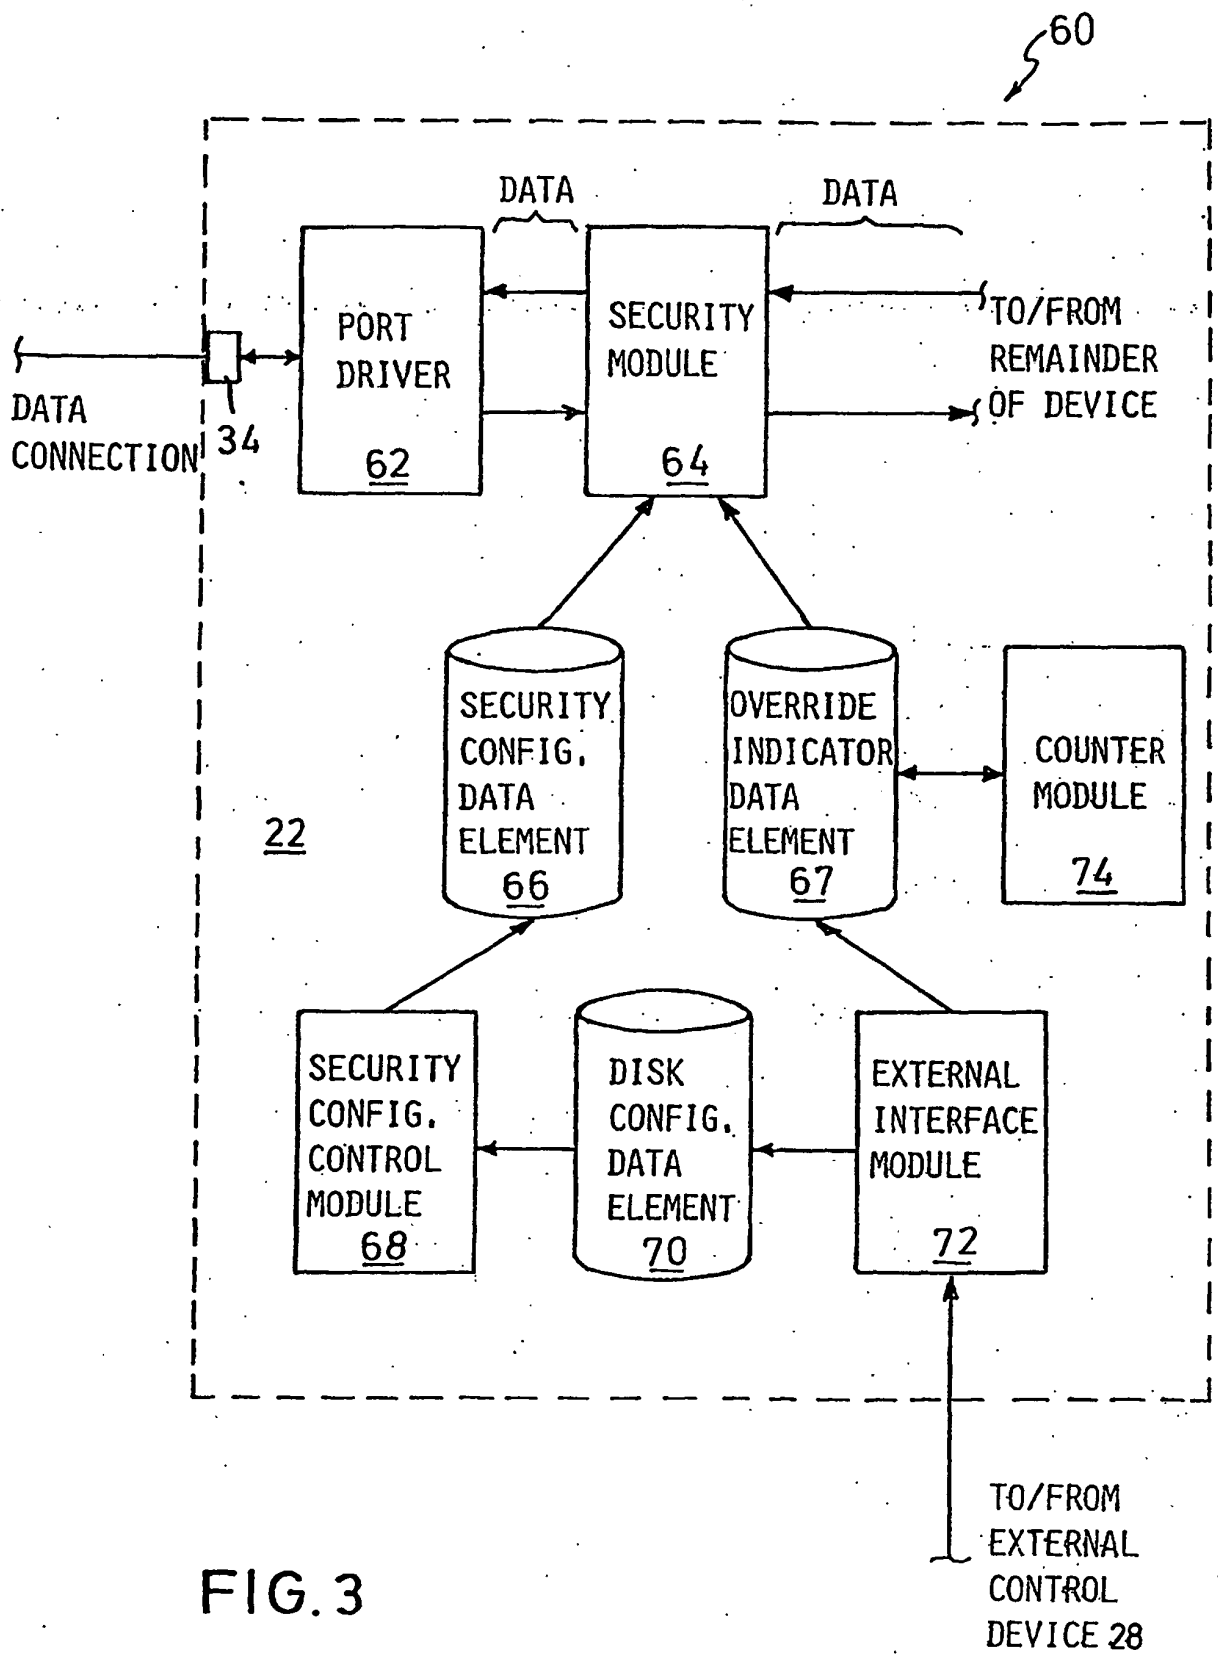 60
DATA
DATA
PORT
DRIVER
62
SECURITY
MODULE
64
TO/FROM
REMAINDER
OF DEVICE
DATA
CONNECTION
34
SECURITY
CONFIG.
DATA
ELEMENT
66
OVERRIDE
INDICATOR
DATA
ELEMENT
67
COUNTER
MODULE
74
22
SECURITY
CONFIG.
CONTROL
MODULE
68
DISK
CONFIG.
DATA
ELEMENT
70
EXTERNAL
INTERFACE
MODULE
72
TO/FROM
EXTERNAL
CONTROL
DEVICE 28
FIG. 3